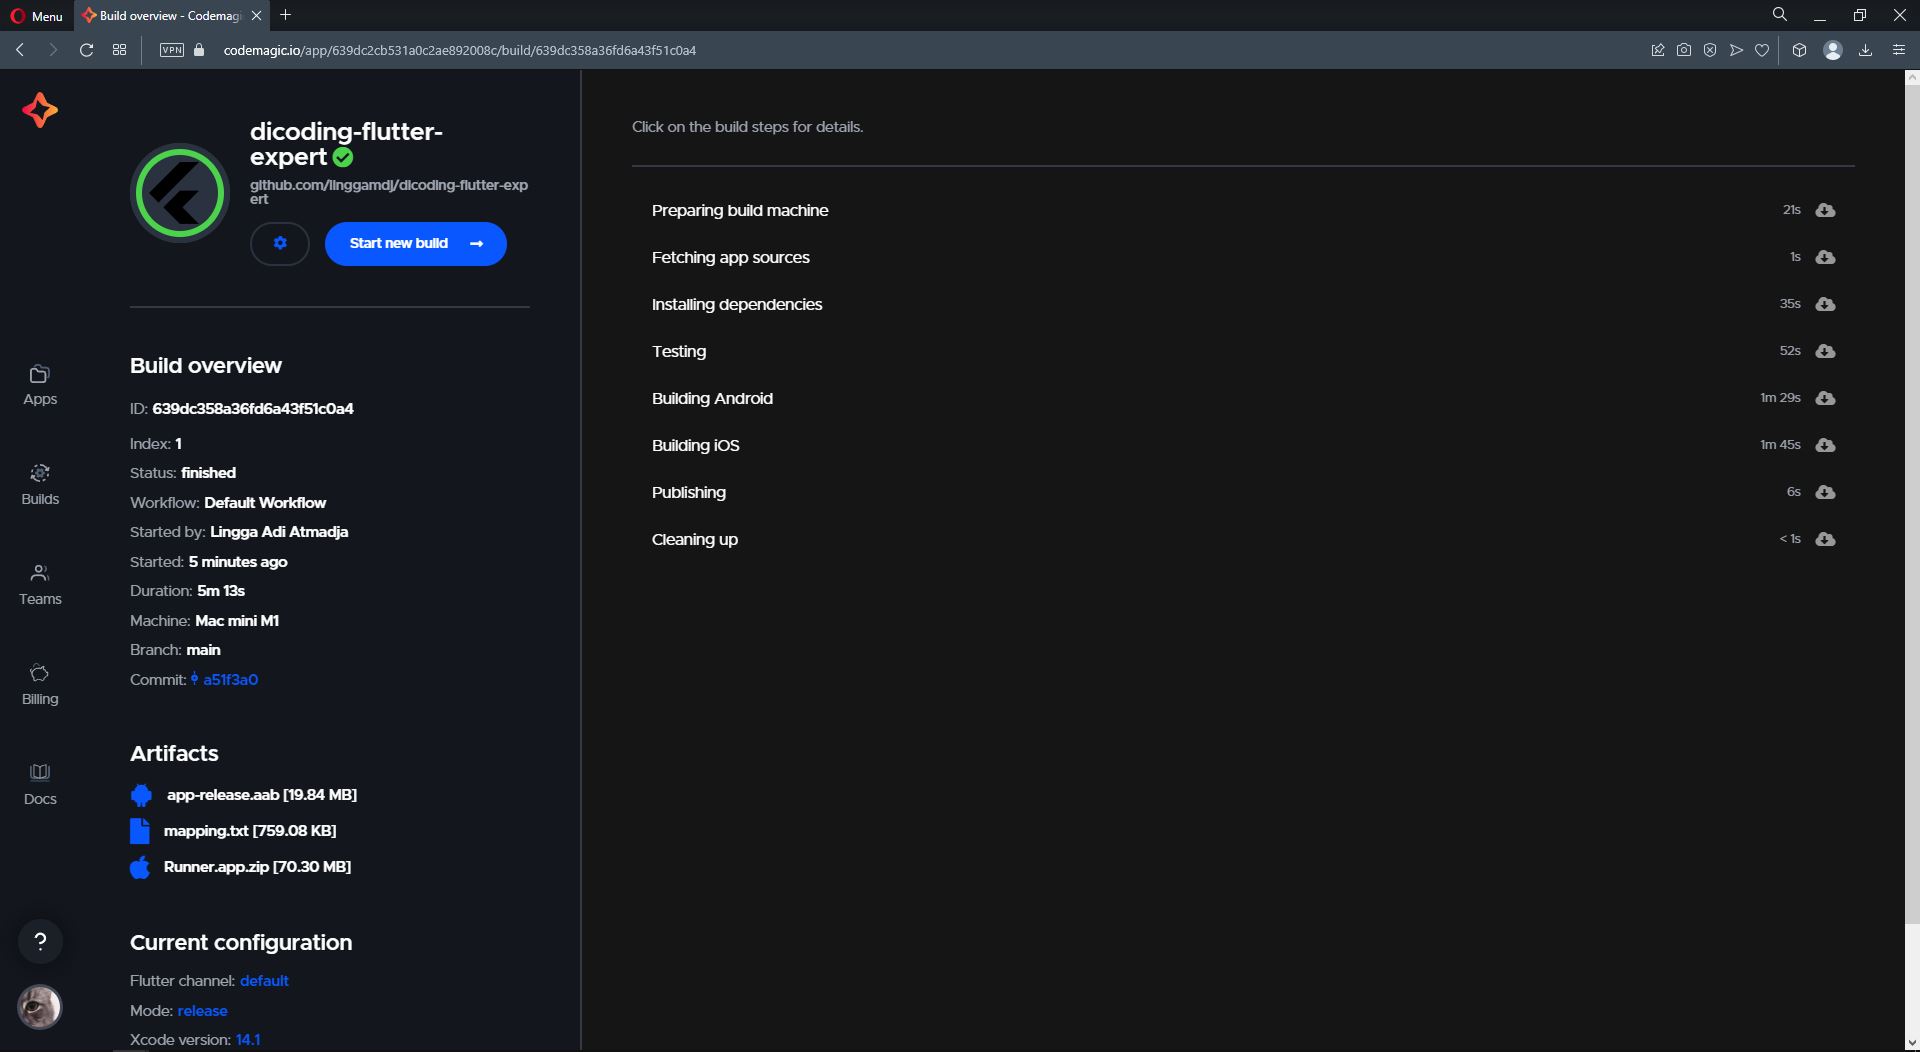 Menu
Build overview - Codemagi
VPN
codemagic.io/app/639dc2cb531a0c2ae892008c/build/639dc358a36fd6a43f51c0a4
dicoding-flutter-
expert
github.com/linggamdj/dicoding-flutter-exp
ert
Start new build
Apps
Builds
Teams
Billing
Docs
?
Build overview
ID: 639dc358a36fd6a43f51c0a4
Index: 1
Status: finished
Workflow: Default Workflow
Started by: Lingga Adi Atmadja
Started: 5 minutes ago
Duration: 5m 13s
Machine: Mac mini M1
Branch: main
Commit: a51f3a0
Artifacts
app-release.aab [19.84 MB]
mapping.txt [759.08 KB]
Runner.app.zip [70.30 MB]
Current configuration
Flutter channel: default
Mode: release
Xcode version: 14.1
Click on the build steps for details.
Preparing build machine 21s
Fetching app sources 1s
Installing dependencies 35s
Testing 52s
Building Android 1m 29s
Building iOS 1m 45s
Publishing 6s
Cleaning up < 1s